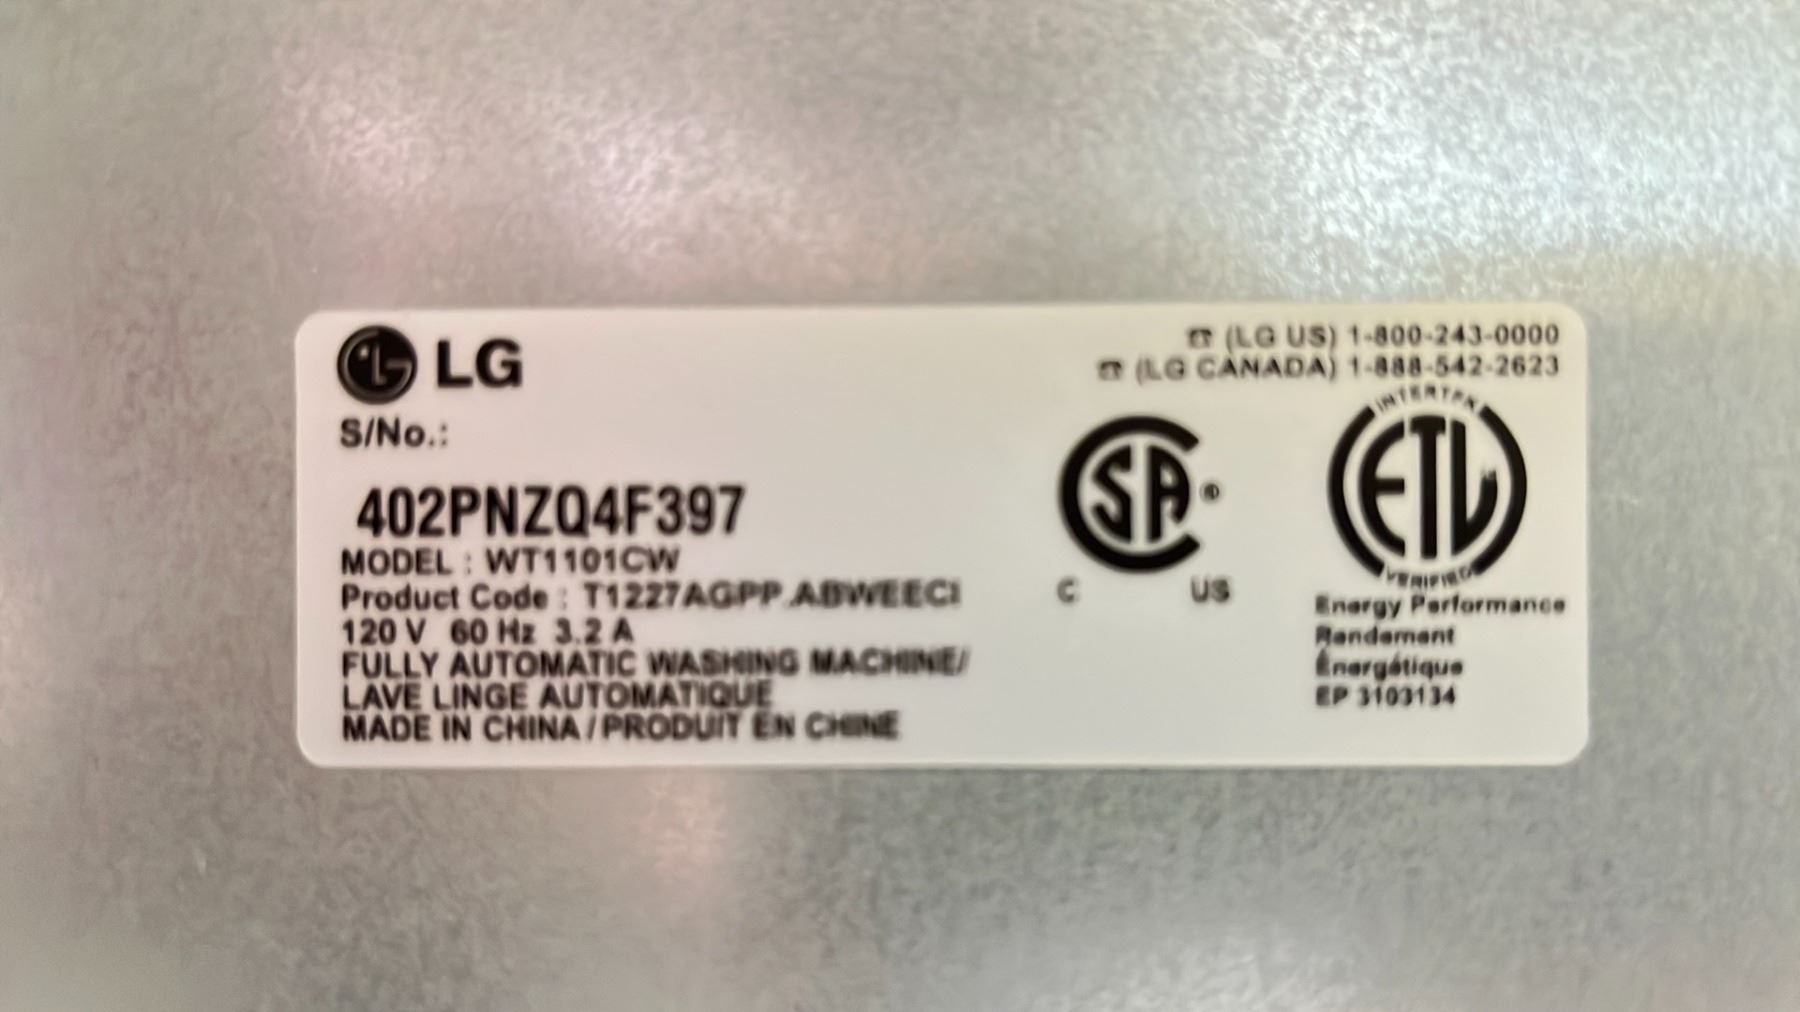 LG
☎ (LG US) 1-800-243-0000
☎ (LG CANADA) 1-888-542-2623
S/No.:
402PNZQ4F397
MODEL : WT1101CW
Product Code : T1227AGPP.ABWEECI
120 V 60 Hz 3.2 A
FULLY AUTOMATIC WASHING MACHINE/
LAVE LINGE AUTOMATIQUE
MADE IN CHINA / PRODUIT EN CHINE
SA®
C US
INTERTEK
ETL
VERIFIED
Energy Performance
Rendement
Énergétique
EP 3103134